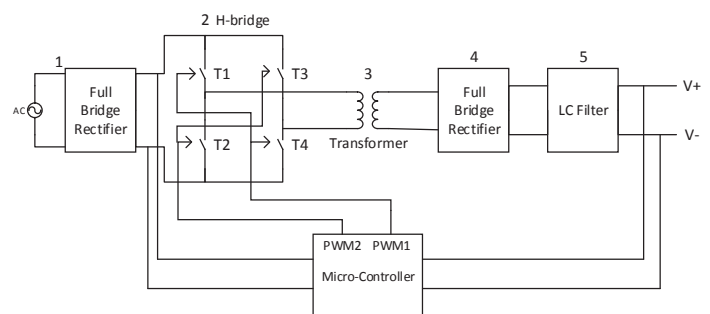 2 H-bridge
1
AC
Full
Bridge
Rectifier
T1
T3
T2
T4
3
Transformer
4
Full
Bridge
Rectifier
5
LC Filter
V+
V-
PWM2 PWM1
Micro-Controller